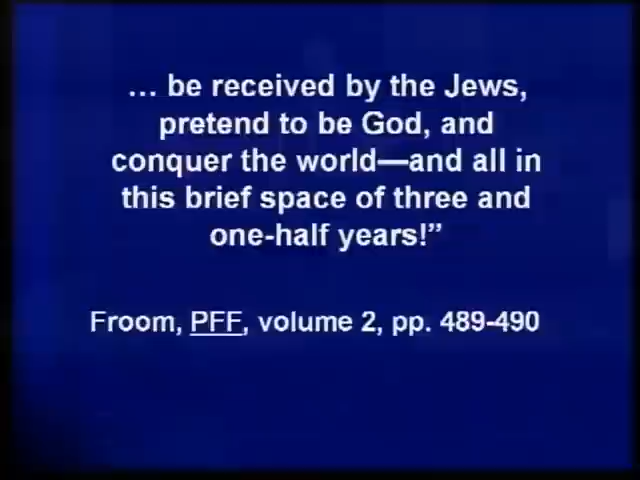 … be received by the Jews,
pretend to be God, and
conquer the world—and all in
this brief space of three and
one-half years!”
Froom, PFF, volume 2, pp. 489-490